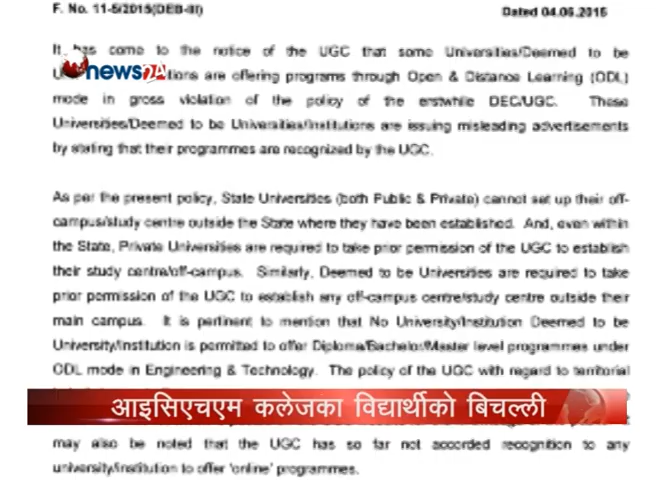 F. No. 11-5/2015(DEB-III)
Dated 04.06.2015
It has come to the notice of the UGC that some Universities/Deemed to be
news24 are offering programs through Open & Distance Learning (ODL)
mode in gross violation of the policy of the erstwhile DEC/UGC. These
Universities/Deemed to be Universities/Institutions are issuing misleading advertisements
by stating that their programmes are recognized by the UGC.
As per the present policy, State Universities (both Public & Private) cannot set up their off-
campus/study centre outside the State where they have been established. And, even within
the State, Private Universities are required to take prior permission of the UGC to establish
their study centre/off-campus. Similarly, Deemed to be Universities are required to take
prior permission of the UGC to establish any off-campus centre/study centre outside their
main campus. It is pertinent to mention that No University/Institution Deemed to be
University/Institution is permitted to offer Diploma/Bachelor/Master level programmes under
ODL mode in Engineering & Technology. The policy of the UGC with regard to territorial
आइसिएचएम कलेजका विद्यार्थीको बिचल्ली
may also be noted that the UGC has so far not accorded recognition to any
university/institution to offer 'online' programmes.